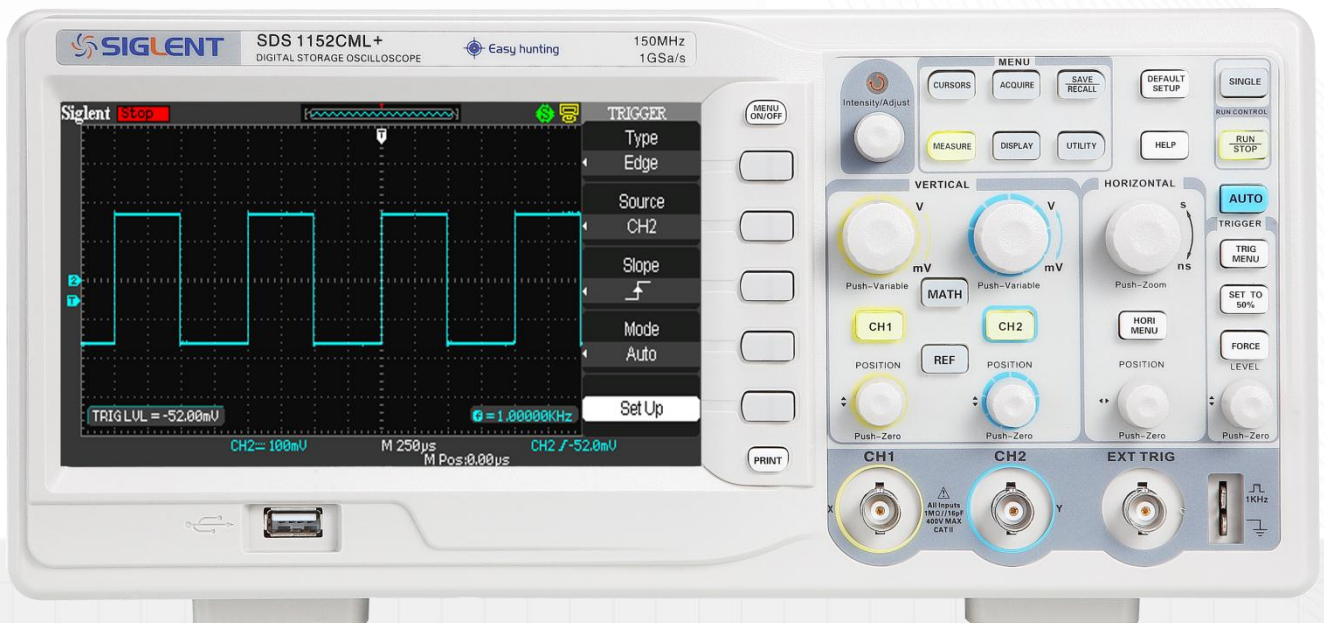 SIGLENT
SDS 1152CML+
DIGITAL STORAGE OSCILLOSCOPE
Easy hunting
150MHz
1GSa/s
Siglent Stop
T
TRIGGER
Type
Edge
Source
CH2
Slope
Mode
Auto
Set Up
2
T
TRIG LVL = -52.00mV
f = 1.00000KHz
CH2 100mV
M 250µs
CH2 -52.0mV
M Pos:0.00µs
MENU
ON/OFF
PRINT
Intensity/Adjust
MENU
CURSORS
ACQUIRE
SAVE
RECALL
DEFAULT
SETUP
SINGLE
RUN CONTROL
MEASURE
DISPLAY
UTILITY
HELP
RUN
STOP
AUTO
VERTICAL
HORIZONTAL
TRIGGER
V
mV
Push-Variable
V
mV
Push-Variable
s
ns
Push-Zoom
MATH
CH1
CH2
REF
HORI
MENU
TRIG
MENU
SET TO
50%
FORCE
LEVEL
POSITION
POSITION
POSITION
Push-Zero
Push-Zero
Push-Zero
Push-Zero
CH1
CH2
EXT TRIG
X
All Inputs
1MΩ//16pF
400V MAX
CAT II
Y
1KHz